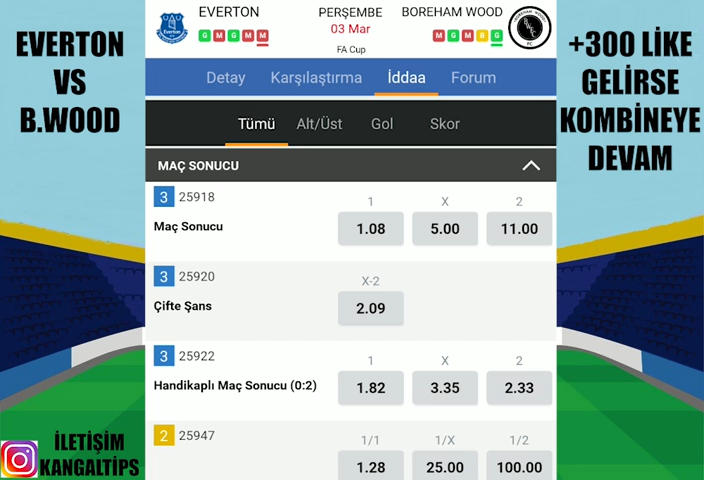 EVERTON
VS
B.WOOD
EVERTON
G M G M M
PERŞEMBE
03 Mar
FA Cup
BOREHAM WOOD
M G M B G
+300 LİKE
GELİRSE
KOMBİNEYE
DEVAM
Detay Karşılaştırma İddaa Forum
Tümü Alt/Üst Gol Skor
MAÇ SONUCU
3 25918
Maç Sonucu
1 X 2
1.08 5.00 11.00
3 25920
Çifte Şans
X-2
2.09
3 25922
Handikaplı Maç Sonucu (0:2)
1 X 2
1.82 3.35 2.33
2 25947
1/1 1/X 1/2
1.28 25.00 100.00
İLETİŞİM
KANGALTİPS